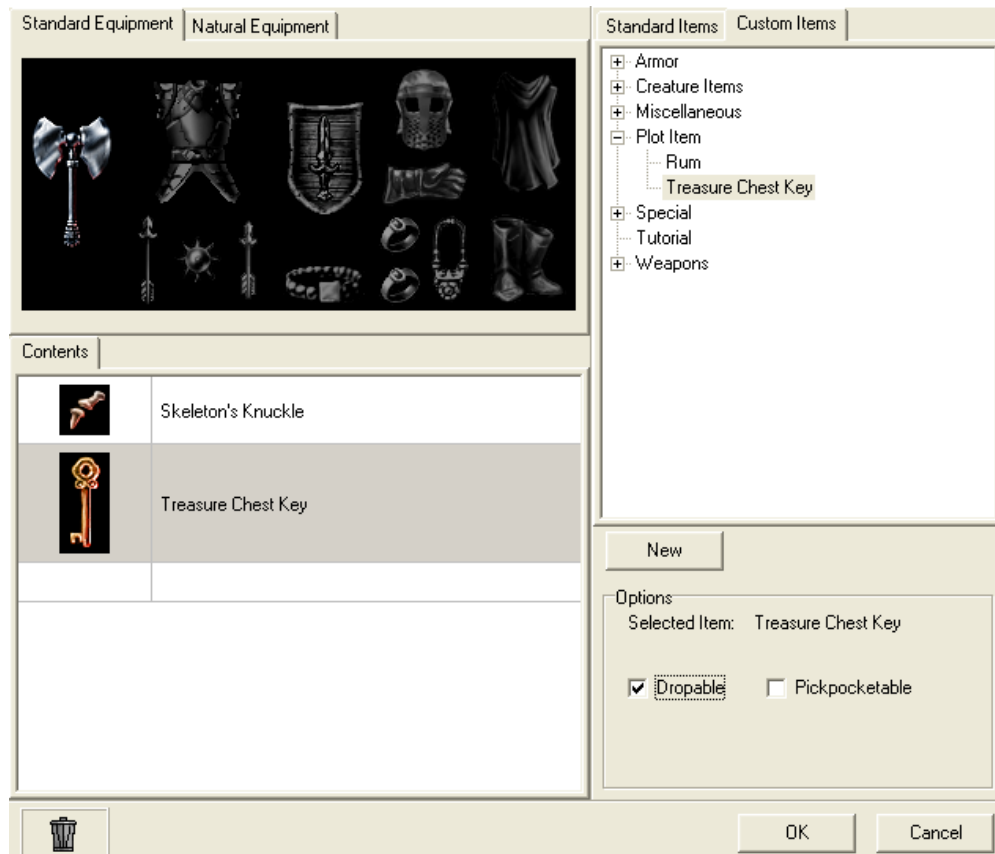 Standard Equipment
Natural Equipment
Contents
Skeleton's Knuckle
Treasure Chest Key
Standard Items
Custom Items
Armor
Creature Items
Miscellaneous
Plot Item
Rum
Treasure Chest Key
Special
Tutorial
Weapons
New
Options
Selected Item: Treasure Chest Key
Dropable Pickpocketable
OK Cancel